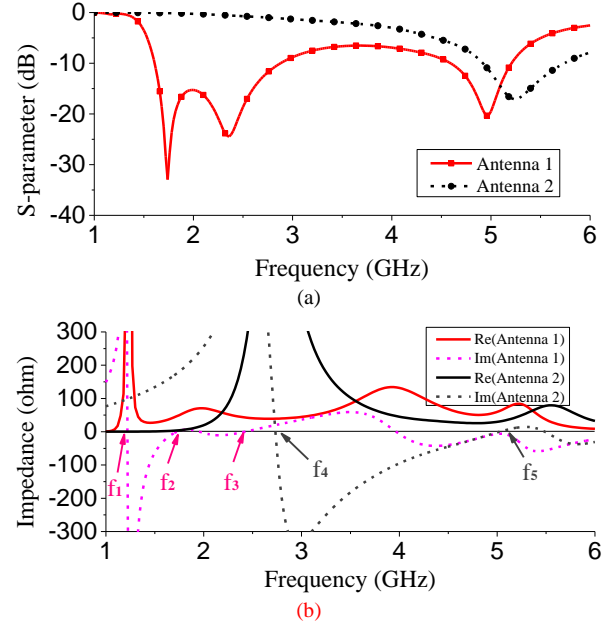 0
-10
-20
-30
-40
S-parameter (dB)
Antenna 1
Antenna 2
1 2 3 4 5 6
Frequency (GHz)
(a)
300
200
100
0
-100
-200
-300
Impedance (ohm)
Re(Antenna 1)
Im(Antenna 1)
Re(Antenna 2)
Im(Antenna 2)
f1 f2 f3 f4 f5
1 2 3 4 5 6
Frequency (GHz)
(b)